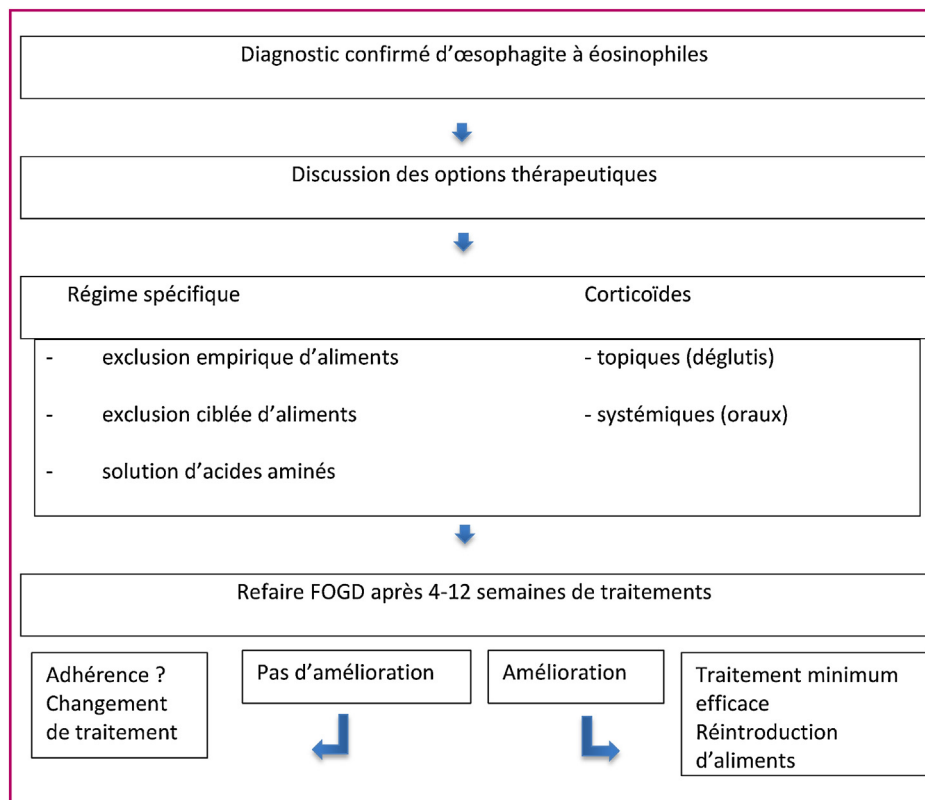 Diagnostic confirmé d’œsophagite à éosinophiles
Discussion des options thérapeutiques
Régime spécifique
Corticoïdes
- exclusion empirique d’aliments
- topiques (déglutis)
- exclusion ciblée d’aliments
- systémiques (oraux)
- solution d’acides aminés
Refaire FOGD après 4-12 semaines de traitements
Adhérence ?
Changement
de traitement
Pas d’amélioration
Amélioration
Traitement minimum
efficace
Réintroduction
d’aliments